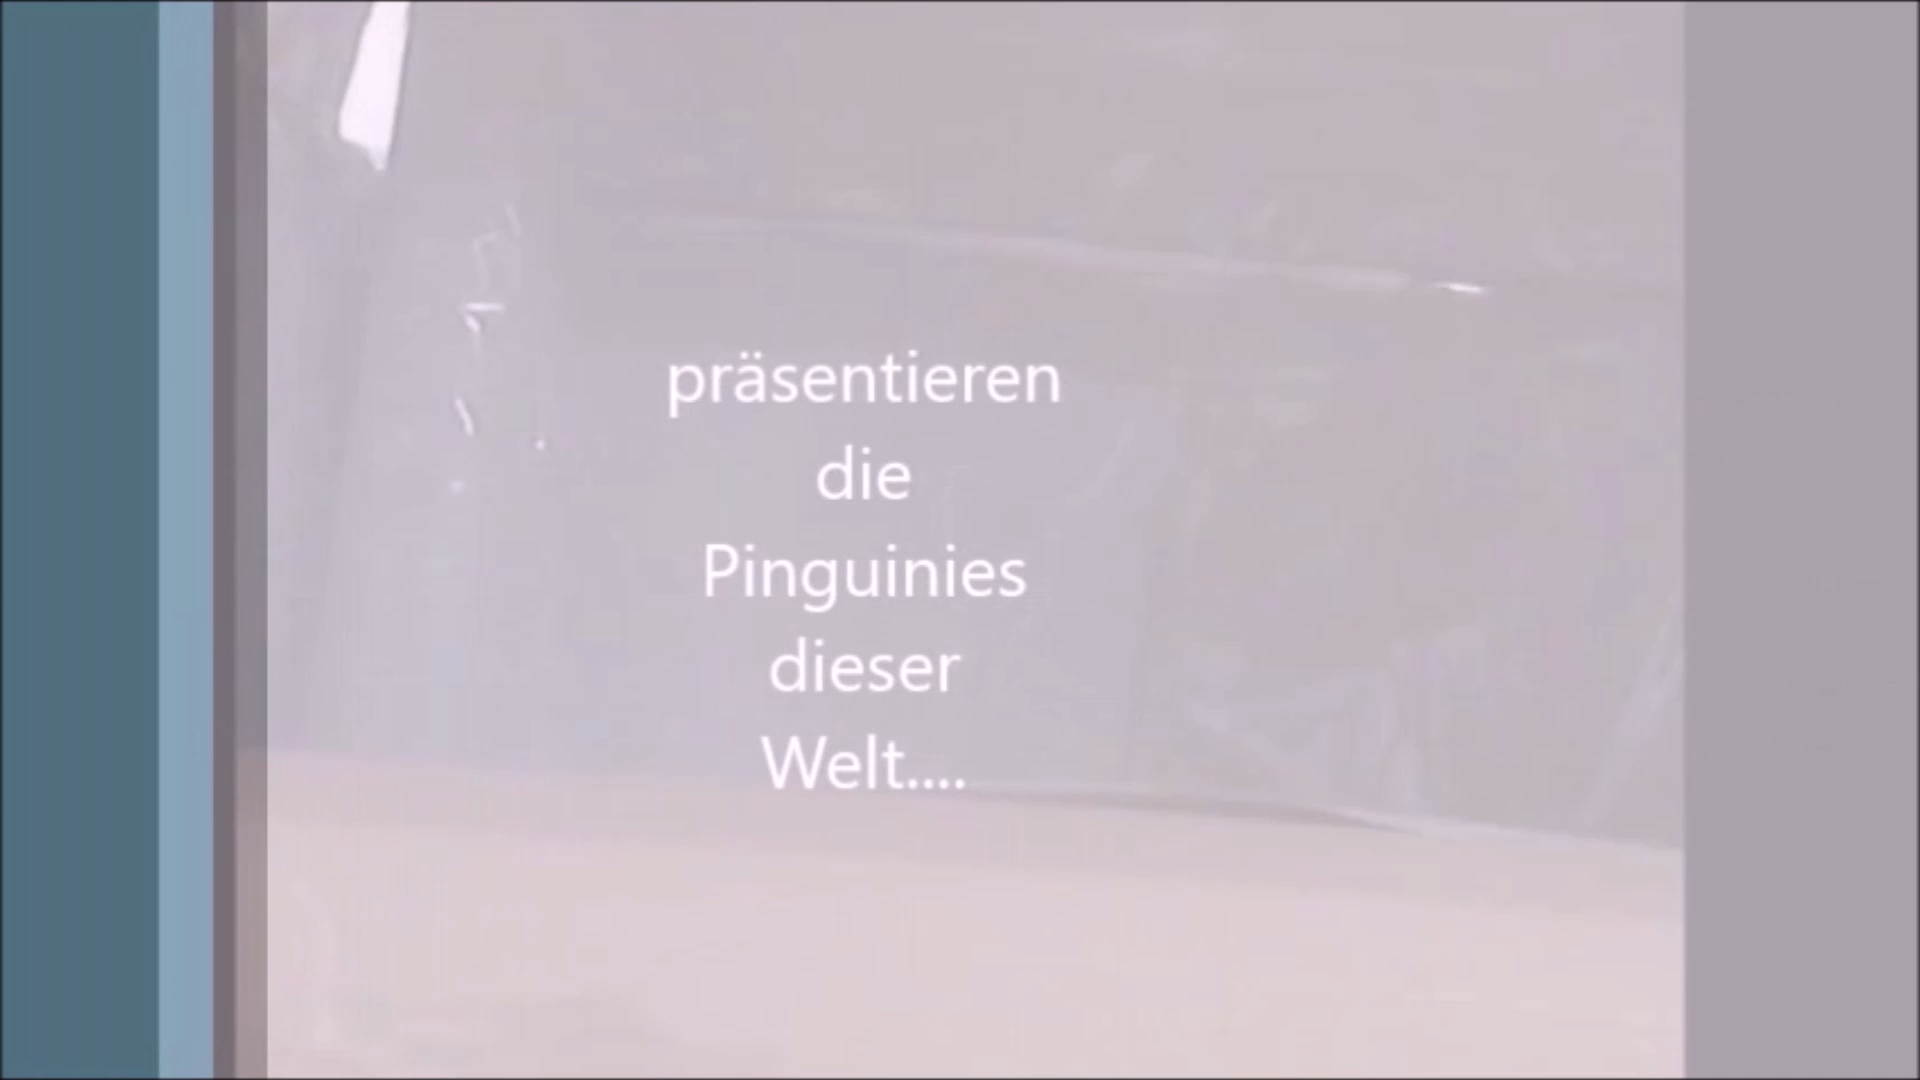 präsentieren
die
Pinguinies
dieser
Welt....